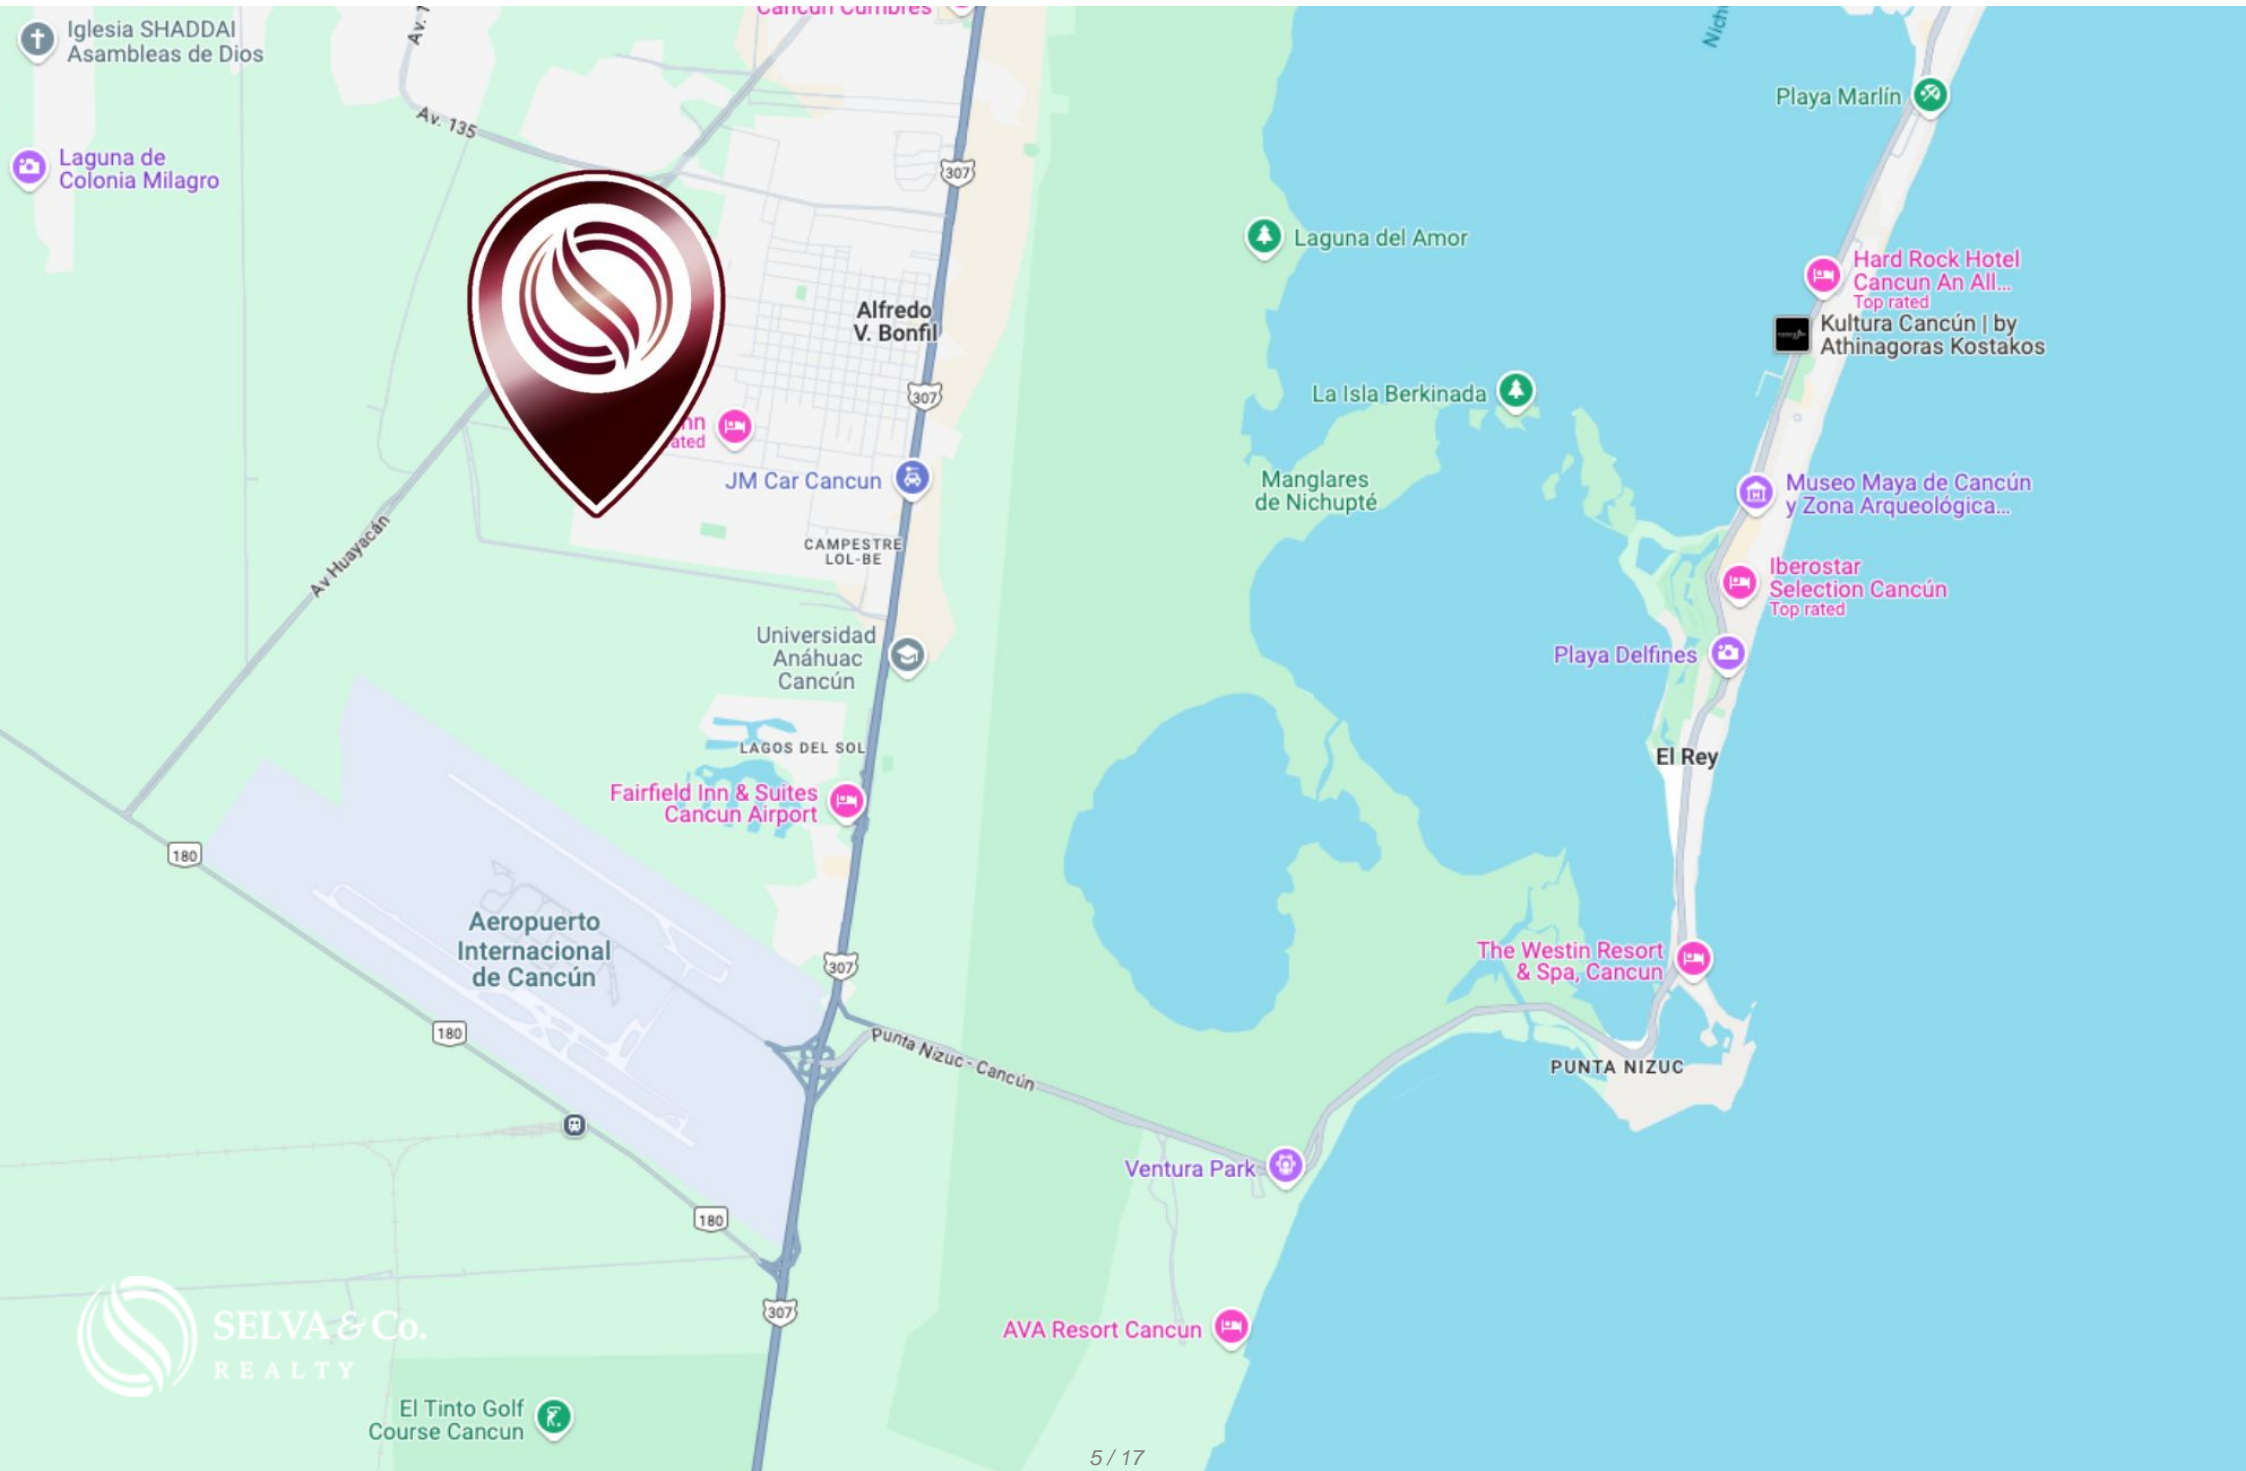 Cancún Cumbres
Iglesia SHADDAI
Asambleas de Dios
Av. 135
Laguna de
Colonia Milagro
Playa Marlín
307
Laguna del Amor
Hard Rock Hotel
Cancun An All...
Top rated
Kultura Cancún | by
Athinagoras Kostakos
Alfredo
V. Bonfil
307
La Isla Berkinada
JM Car Cancun
Manglares
de Nichupté
Museo Maya de Cancún
y Zona Arqueológica...
Av Huayacán
CAMPESTRE
LOL-BE
Iberostar
Selection Cancún
Top rated
Universidad
Anáhuac
Cancún
Playa Delfines
LAGOS DEL SOL
El Rey
Fairfield Inn & Suites
Cancun Airport
180
Aeropuerto
Internacional
de Cancún
307
The Westin Resort
& Spa, Cancun
180
Punta Nizuc - Cancún
PUNTA NIZUC
Ventura Park
180
307
SELVA & Co.
REALTY
AVA Resort Cancun
El Tinto Golf
Course Cancun
5 / 17